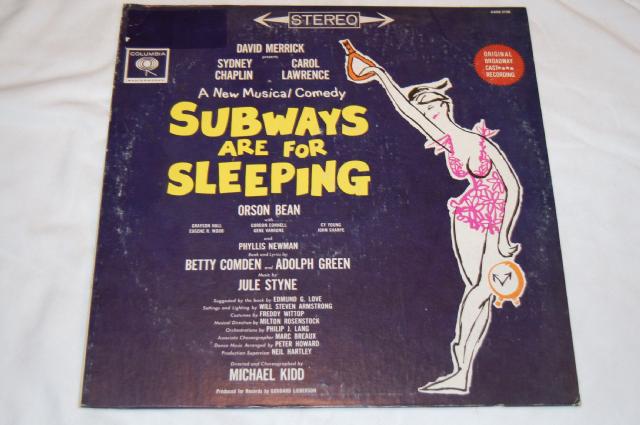 STEREO
COLUMBIA
DAVID MERRICK
presents
SYDNEY CHAPLIN
CAROL LAWRENCE
A New Musical Comedy
SUBWAYS
ARE FOR
SLEEPING
ORIGINAL
BROADWAY
CAST
RECORDING
ORSON BEAN
with
GRAYSON HALL GORDON CONNELL CY YOUNG
EUGENE R. WOOD GENE VARRONE JOHN SHARPE
and
PHYLLIS NEWMAN
Book and Lyrics by
BETTY COMDEN and ADOLPH GREEN
Music by
JULE STYNE
Suggested by the book by EDMUND G. LOVE
Settings and Lighting by WILL STEVEN ARMSTRONG
Costumes by FREDDY WITTOP
Musical Direction by MILTON ROSENSTOCK
Orchestrations by PHILIP J. LANG
Associate Choreographer MARC BREAUX
Dance Music Arranged by PETER HOWARD
Production Supervisor NEIL HARTLEY
Directed and Choreographed by
MICHAEL KIDD
Produced for Records by GODDARD LIEBERSON